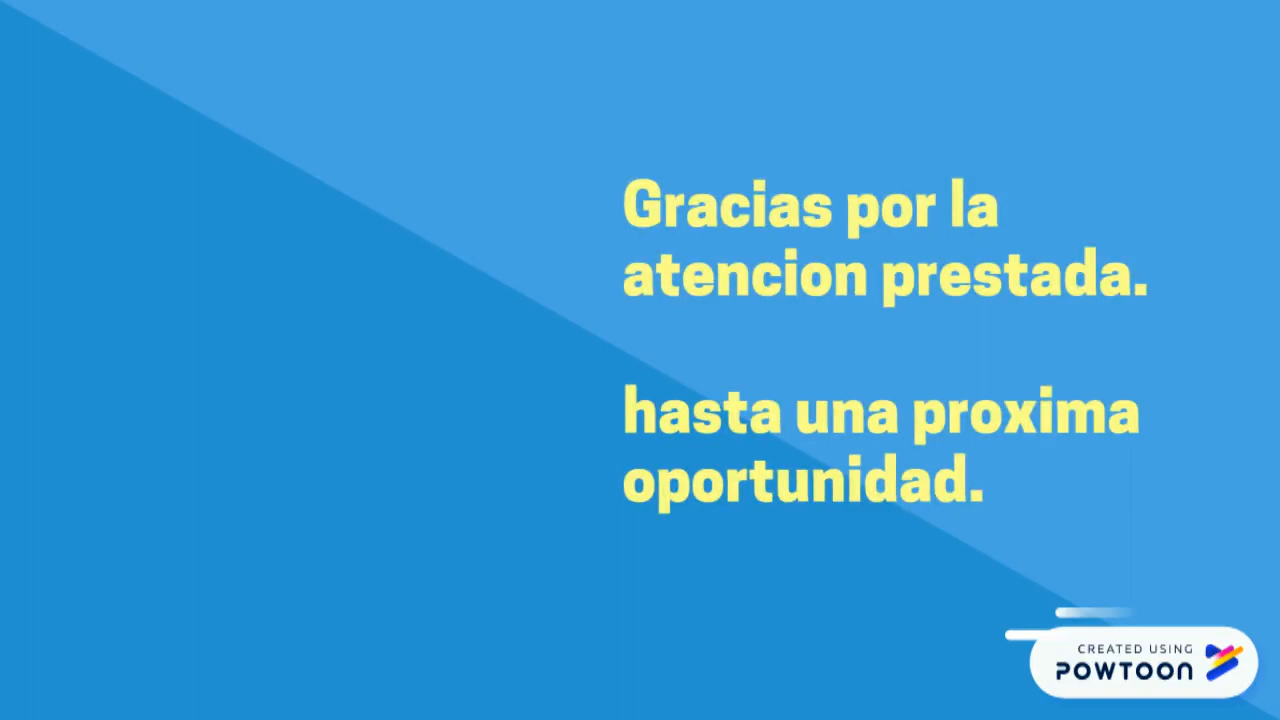 Gracias por la
atencion prestada.
hasta una proxima
oportunidad.
CREATED USING
POWTOON